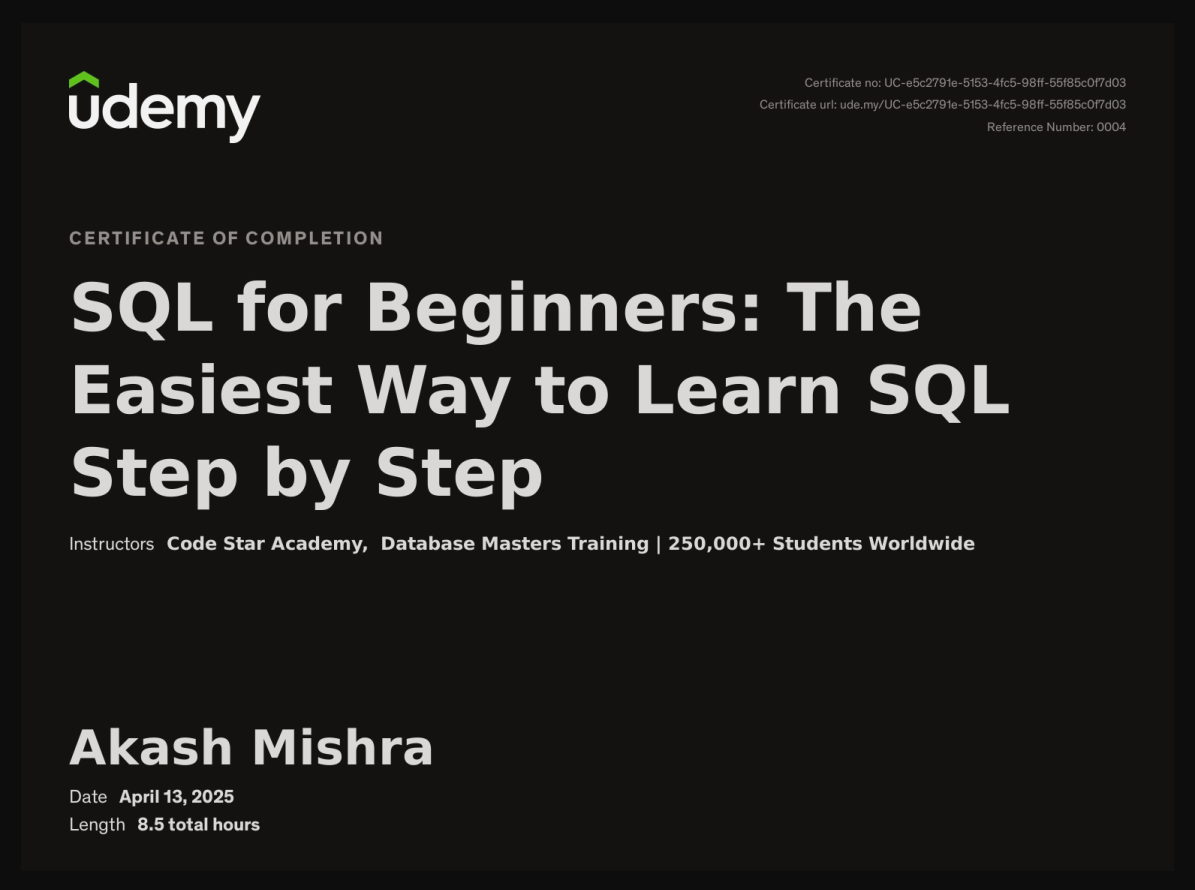 udemy
Certificate no: UC-e5c2791e-5153-4fc5-98ff-55f85c0f7d03
Certificate url: ude.my/UC-e5c2791e-5153-4fc5-98ff-55f85c0f7d03
Reference Number: 0004
CERTIFICATE OF COMPLETION
SQL for Beginners: The
Easiest Way to Learn SQL
Step by Step
Instructors Code Star Academy, Database Masters Training | 250,000+ Students Worldwide
Akash Mishra
Date April 13, 2025
Length 8.5 total hours